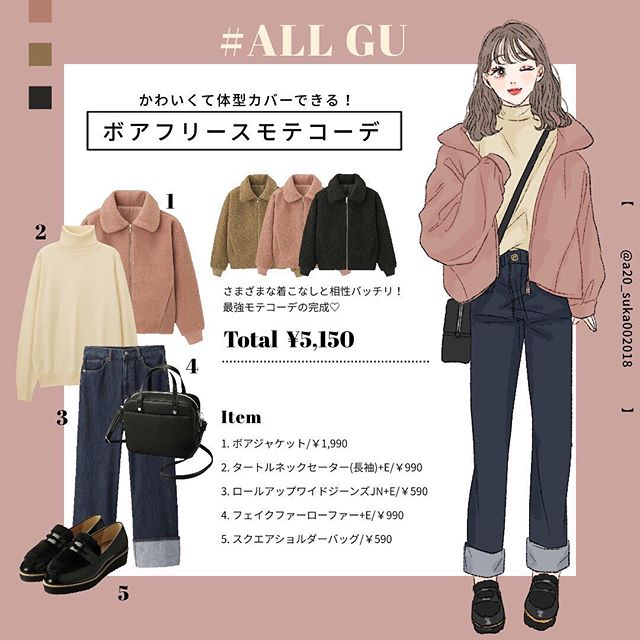 #ALL GU
かわいくて体型カバーできる！
ボアフリースモテコーデ
1
2
さまざまな着こなしと相性バッチリ！
最強モテコーデの完成♡
Total ¥5,150
3
4
Item
1. ボアジャケット/￥1,990
2. タートルネックセーター(長袖)+E/￥990
3. ロールアップワイドジーンズJN+E/￥590
4. フェイクファーローファー+E/￥990
5. スクエアショルダーバッグ/￥590
5
【 @a20_suka002018 】